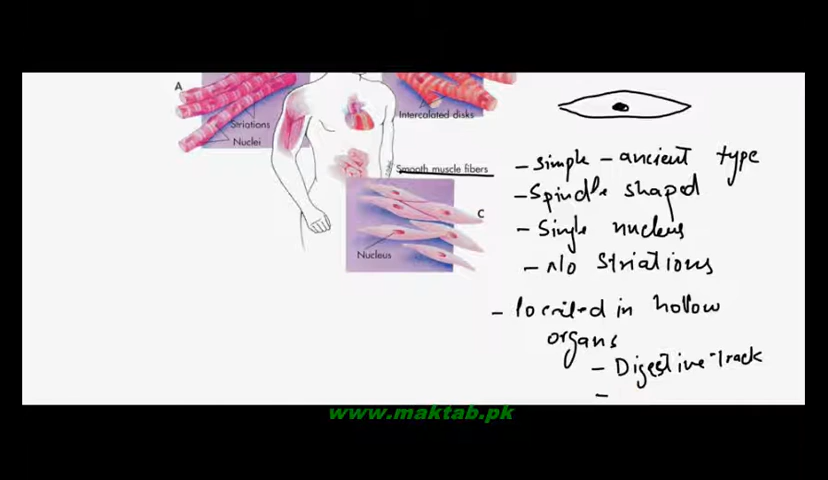 A
Striations
Nuclei
Intercalated disks
Smooth muscle fibers
C
Nucleus
- simple - ancient type
- Spindle shaped
- Single nucleus
- No Striations
- located in hollow
organs
- Digestive-Track
-
www.maktab.pk